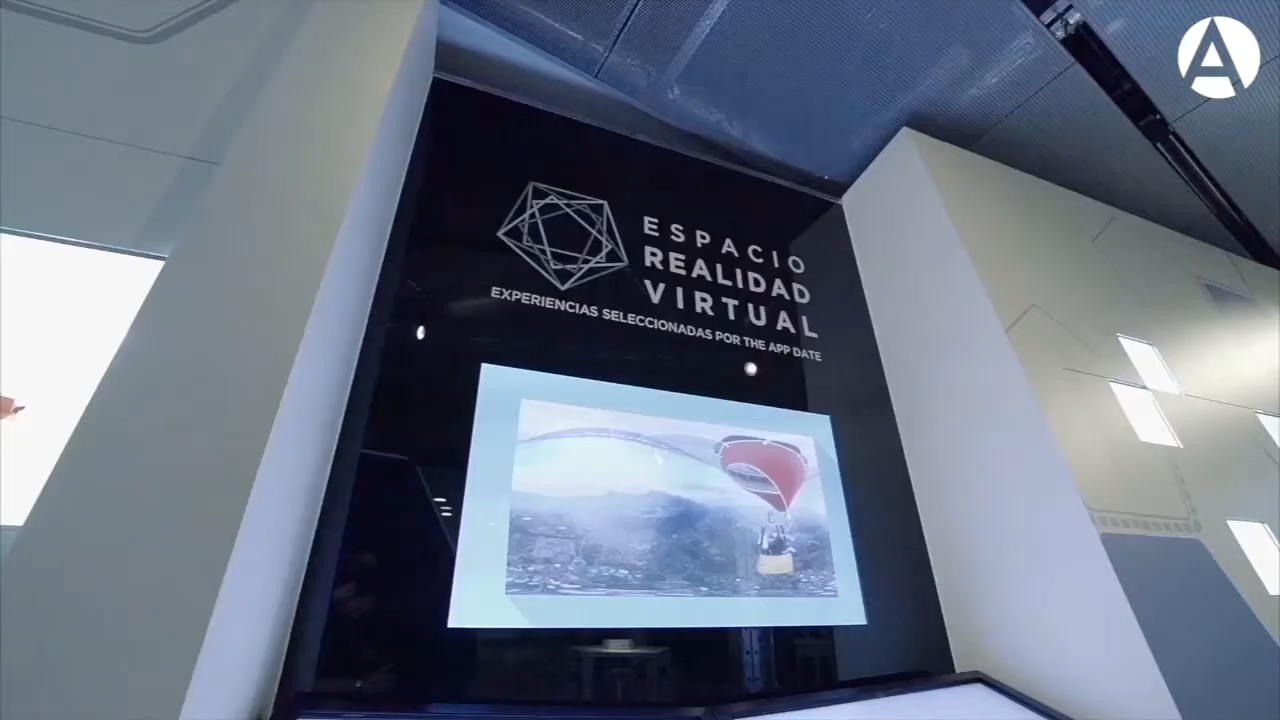 ESPACIO
REALIDAD
VIRTUAL
EXPERIENCIAS SELECCIONADAS POR THE APP DATE
A